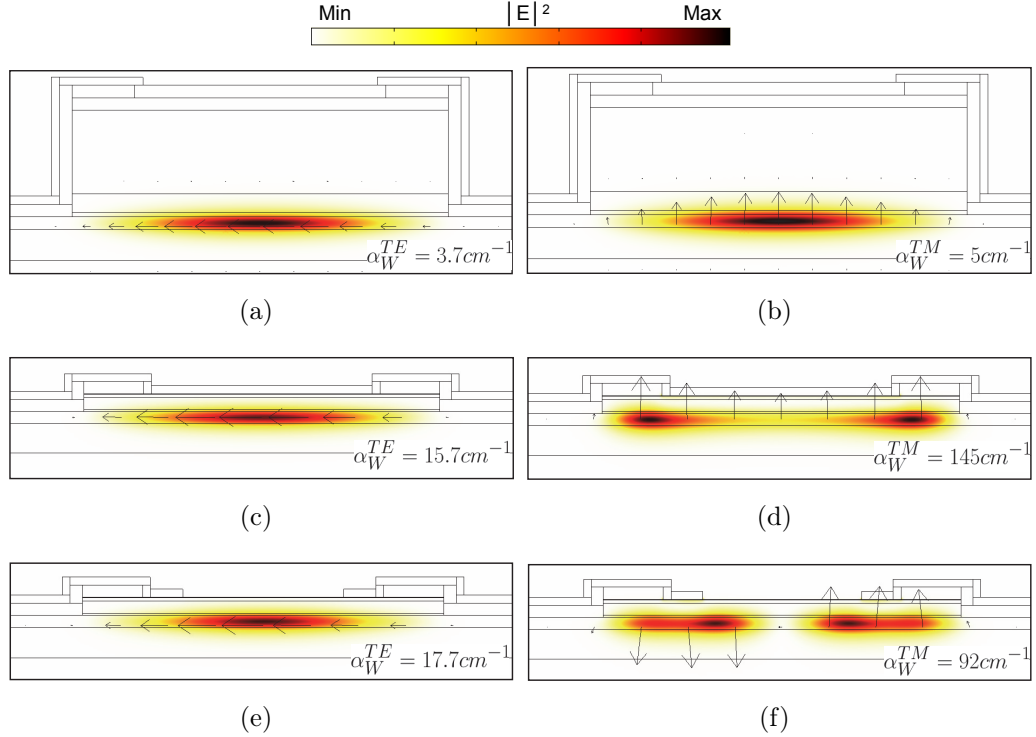 Min |E|² Max
α_W^{TE} = 3.7cm⁻¹ α_W^{TM} = 5cm⁻¹
(a) (b)
α_W^{TE} = 15.7cm⁻¹ α_W^{TM} = 145cm⁻¹
(c) (d)
α_W^{TE} = 17.7cm⁻¹ α_W^{TM} = 92cm⁻¹
(e) (f)